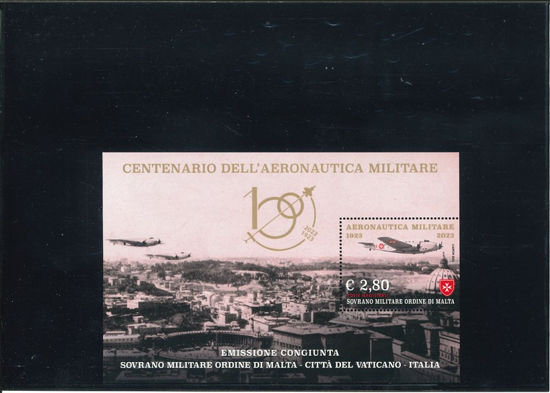 CENTENARIO DELL'AERONAUTICA MILITARE
100
2023
1923
AERONAUTICA MILITARE
1923 2023
€ 2,80
SOVRANO MILITARE ORDINE DI MALTA
EMISSIONE CONGIUNTA
SOVRANO MILITARE ORDINE DI MALTA - CITTÀ DEL VATICANO - ITALIA